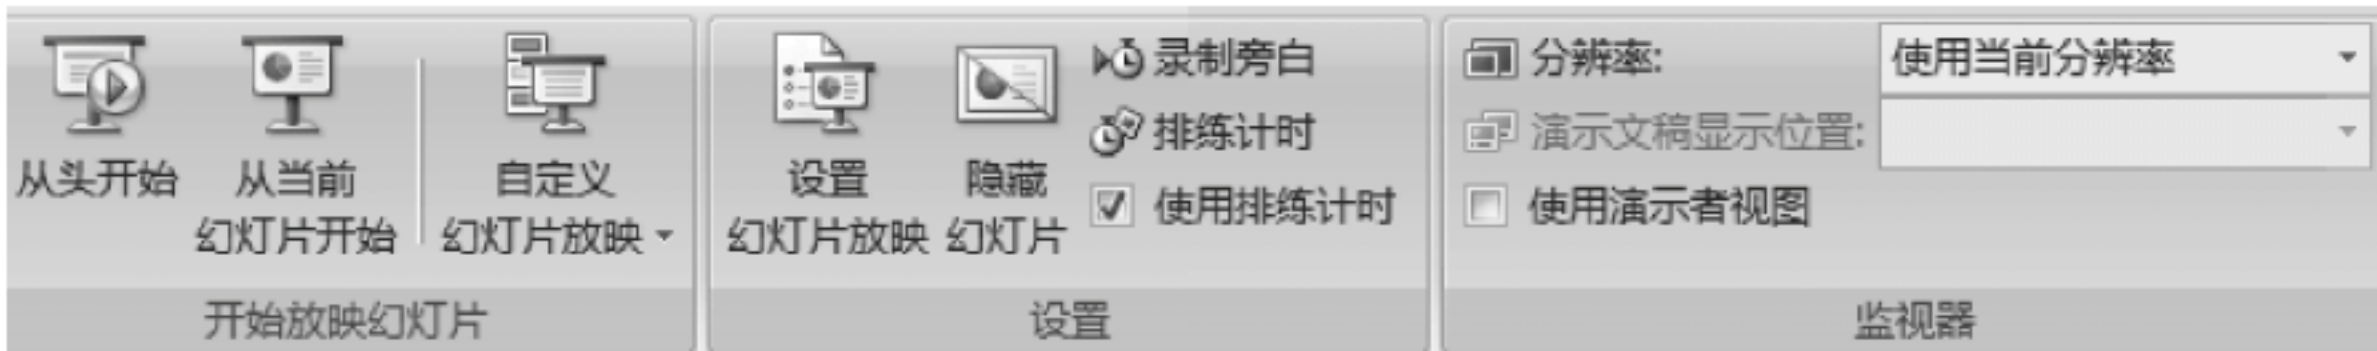 从头开始
从当前
幻灯片开始
自定义
幻灯片放映
开始放映幻灯片
设置
幻灯片放映
隐藏
幻灯片
录制旁白
排练计时
使用排练计时
设置
分辨率:
使用当前分辨率
演示文稿显示位置:
使用演示者视图
监视器